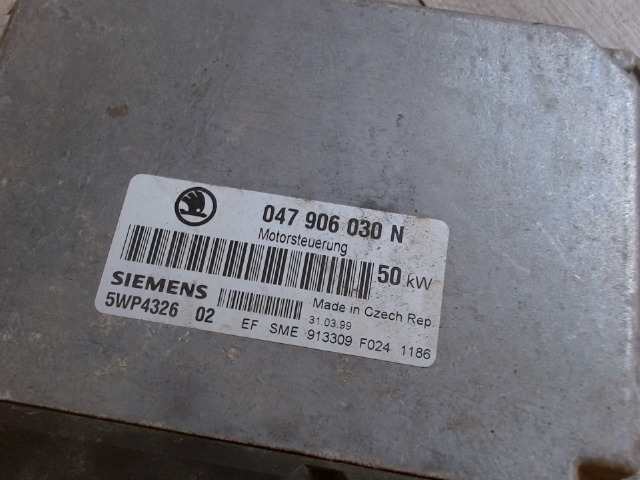 047 906 030 N
Motorsteuerung
50 kW
SIEMENS
Made in Czech Rep.
5WP4326 02
31.03.99
EF SME 913309 F024 1186